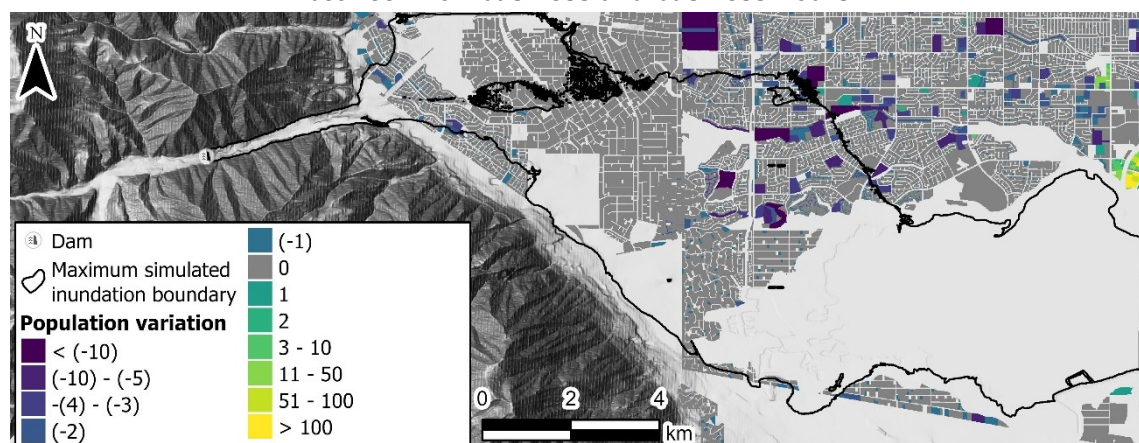 N
Dam
Maximum simulated
inundation boundary
Population variation
< (-10)
(-10) - (-5)
-(4) - (-3)
(-2)
(-1)
0
1
2
3 - 10
11 - 50
51 - 100
> 100
0 2 4
km